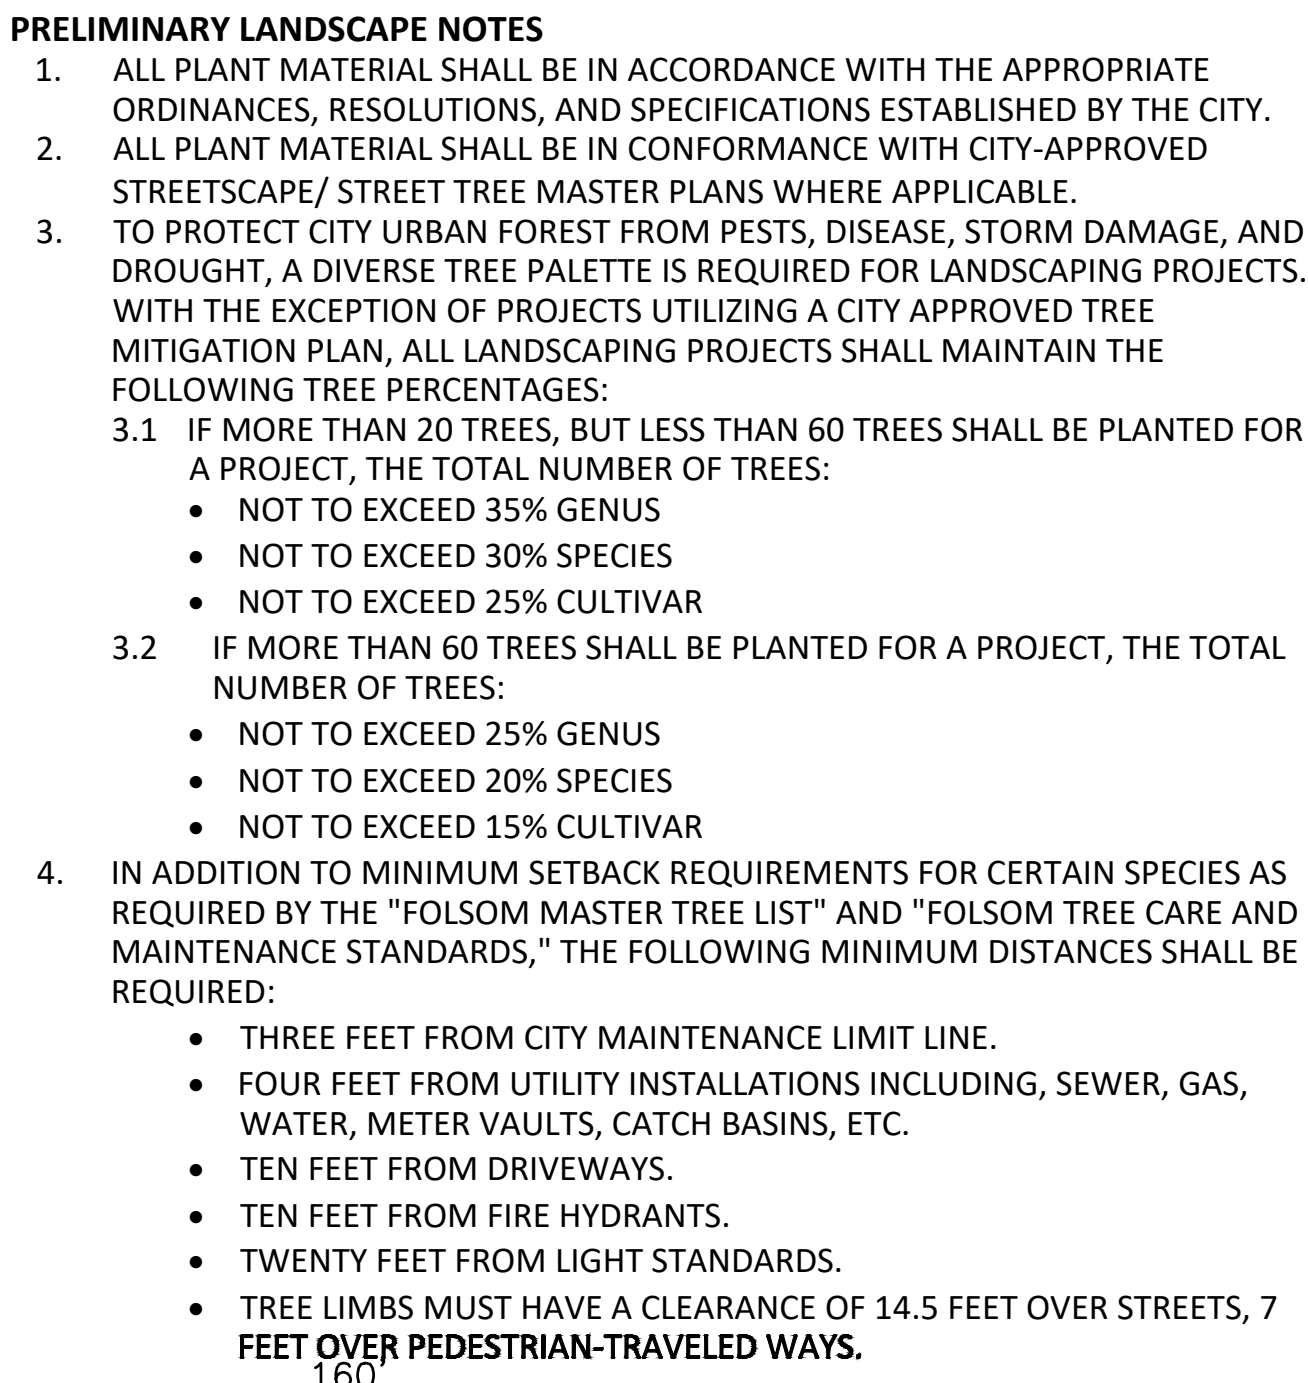 PRELIMINARY LANDSCAPE NOTES
1. ALL PLANT MATERIAL SHALL BE IN ACCORDANCE WITH THE APPROPRIATE
ORDINANCES, RESOLUTIONS, AND SPECIFICATIONS ESTABLISHED BY THE CITY.
2. ALL PLANT MATERIAL SHALL BE IN CONFORMANCE WITH CITY-APPROVED
STREETSCAPE/ STREET TREE MASTER PLANS WHERE APPLICABLE.
3. TO PROTECT CITY URBAN FOREST FROM PESTS, DISEASE, STORM DAMAGE, AND
DROUGHT, A DIVERSE TREE PALETTE IS REQUIRED FOR LANDSCAPING PROJECTS.
WITH THE EXCEPTION OF PROJECTS UTILIZING A CITY APPROVED TREE
MITIGATION PLAN, ALL LANDSCAPING PROJECTS SHALL MAINTAIN THE
FOLLOWING TREE PERCENTAGES:
3.1 IF MORE THAN 20 TREES, BUT LESS THAN 60 TREES SHALL BE PLANTED FOR
A PROJECT, THE TOTAL NUMBER OF TREES:
• NOT TO EXCEED 35% GENUS
• NOT TO EXCEED 30% SPECIES
• NOT TO EXCEED 25% CULTIVAR
3.2 IF MORE THAN 60 TREES SHALL BE PLANTED FOR A PROJECT, THE TOTAL
NUMBER OF TREES:
• NOT TO EXCEED 25% GENUS
• NOT TO EXCEED 20% SPECIES
• NOT TO EXCEED 15% CULTIVAR
4. IN ADDITION TO MINIMUM SETBACK REQUIREMENTS FOR CERTAIN SPECIES AS
REQUIRED BY THE "FOLSOM MASTER TREE LIST" AND "FOLSOM TREE CARE AND
MAINTENANCE STANDARDS," THE FOLLOWING MINIMUM DISTANCES SHALL BE
REQUIRED:
• THREE FEET FROM CITY MAINTENANCE LIMIT LINE.
• FOUR FEET FROM UTILITY INSTALLATIONS INCLUDING, SEWER, GAS,
WATER, METER VAULTS, CATCH BASINS, ETC.
• TEN FEET FROM DRIVEWAYS.
• TEN FEET FROM FIRE HYDRANTS.
• TWENTY FEET FROM LIGHT STANDARDS.
• TREE LIMBS MUST HAVE A CLEARANCE OF 14.5 FEET OVER STREETS, 7
FEET OVER PEDESTRIAN-TRAVELED WAYS.
160'